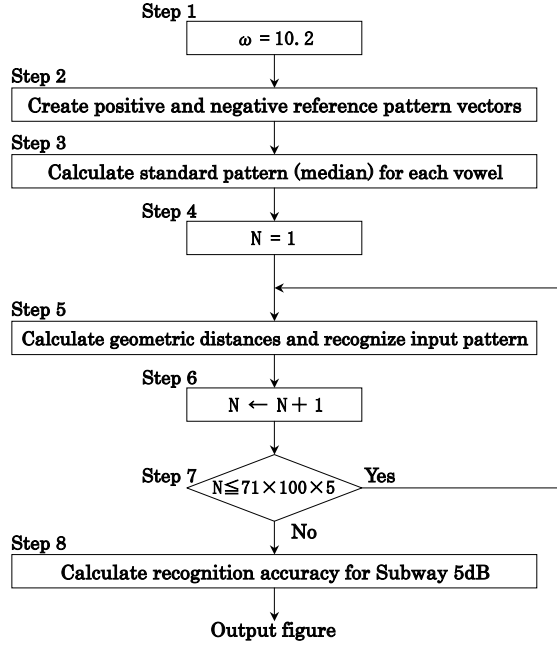 Step 1
ω = 10.2
Step 2
Create positive and negative reference pattern vectors
Step 3
Calculate standard pattern (median) for each vowel
Step 4
N = 1
Step 5
Calculate geometric distances and recognize input pattern
Step 6
N ← N + 1
Step 7
N≦71×100×5
Yes
No
Step 8
Calculate recognition accuracy for Subway 5dB
Output figure